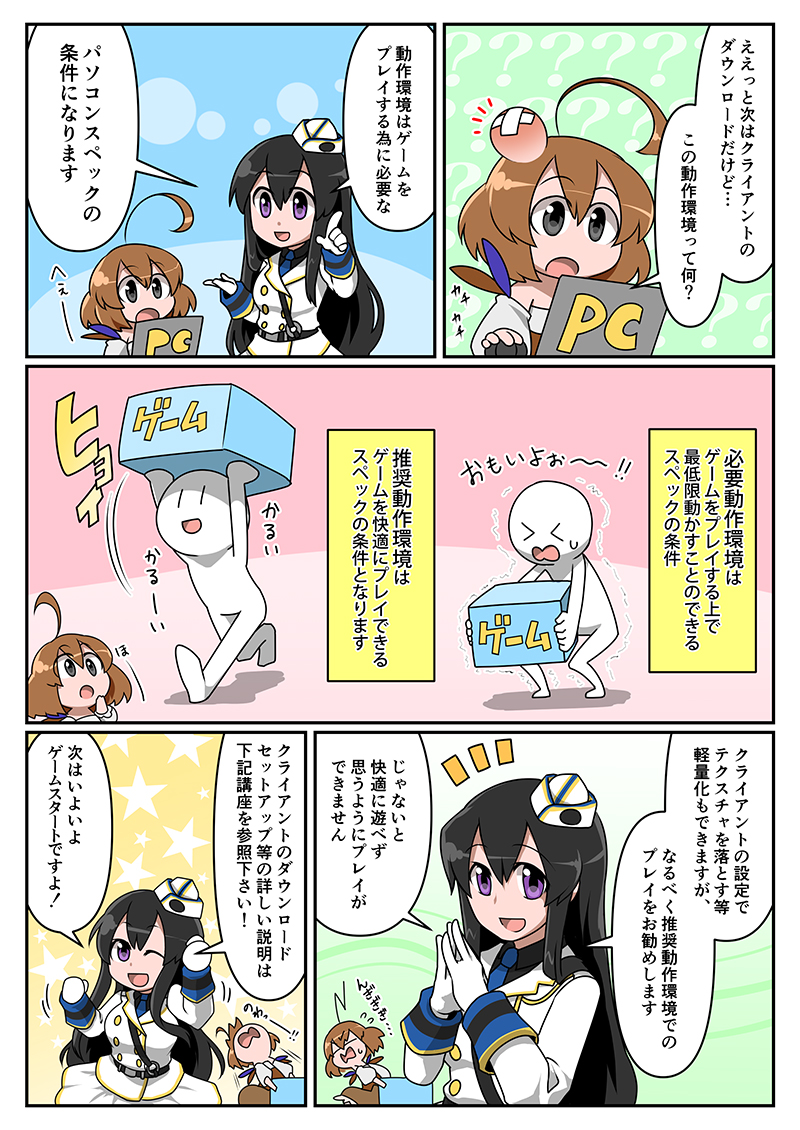 ええっと次はクライアントの
ダウンロードだけど…
この動作環境って何?
カチ
カチ
PC
動作環境はゲームを
プレイする為に必要な
パソコンスペックの
条件になります
へぇー
PC
必要動作環境は
ゲームをプレイする上で
最低限動かすことのできる
スペックの条件
おもいよぉ〜!!
ゲーム
推奨動作環境は
ゲームを快適にプレイできる
スペックの条件となります
ゲーム
ヒョイ
かるい
かるーい
ほー
クライアントの設定で
テクスチャを落とす等
軽量化もできますが、
なるべく推奨動作環境での
プレイをお勧めします
じゃないと
快適に遊べず
思うようにプレイが
できません
んぎぎぎ…
クライアントのダウンロード
セットアップ等の詳しい説明は
下記講座を参照下さい!
次はいよいよ
ゲームスタートですよ!
のわー!!